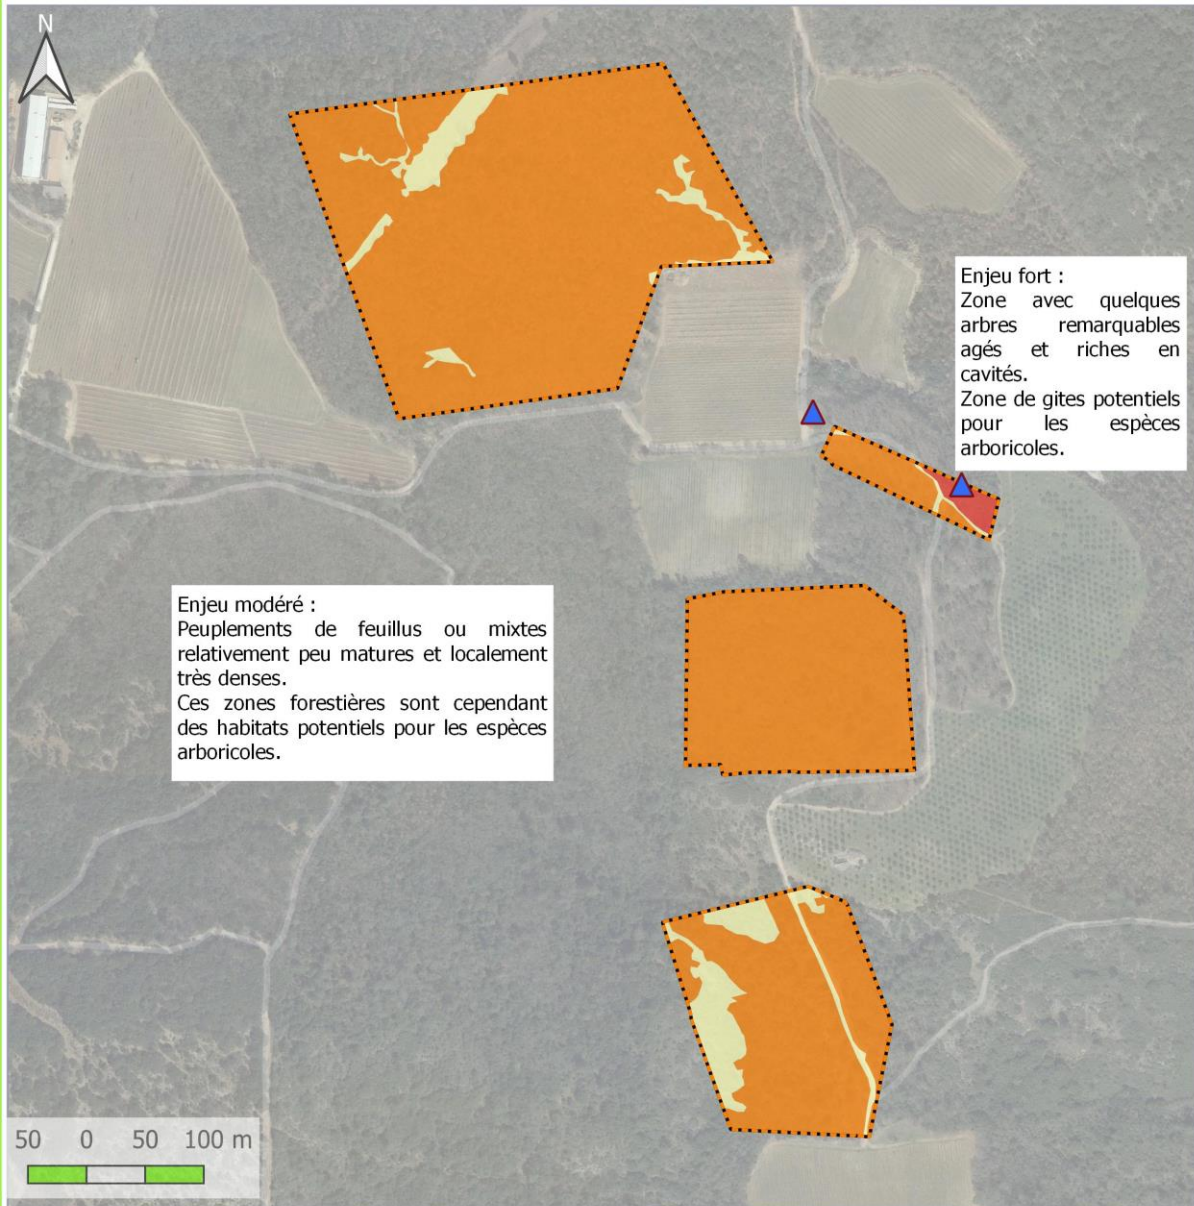 N
Enjeu fort :
Zone avec quelques
arbres remarquables
agés et riches en
cavités.
Zone de gites potentiels
pour les espèces
arboricoles.
Enjeu modéré :
Peuplements de feuillus ou mixtes
relativement peu matures et localement
très denses.
Ces zones forestières sont cependant
des habitats potentiels pour les espèces
arboricoles.
50 0 50 100 m